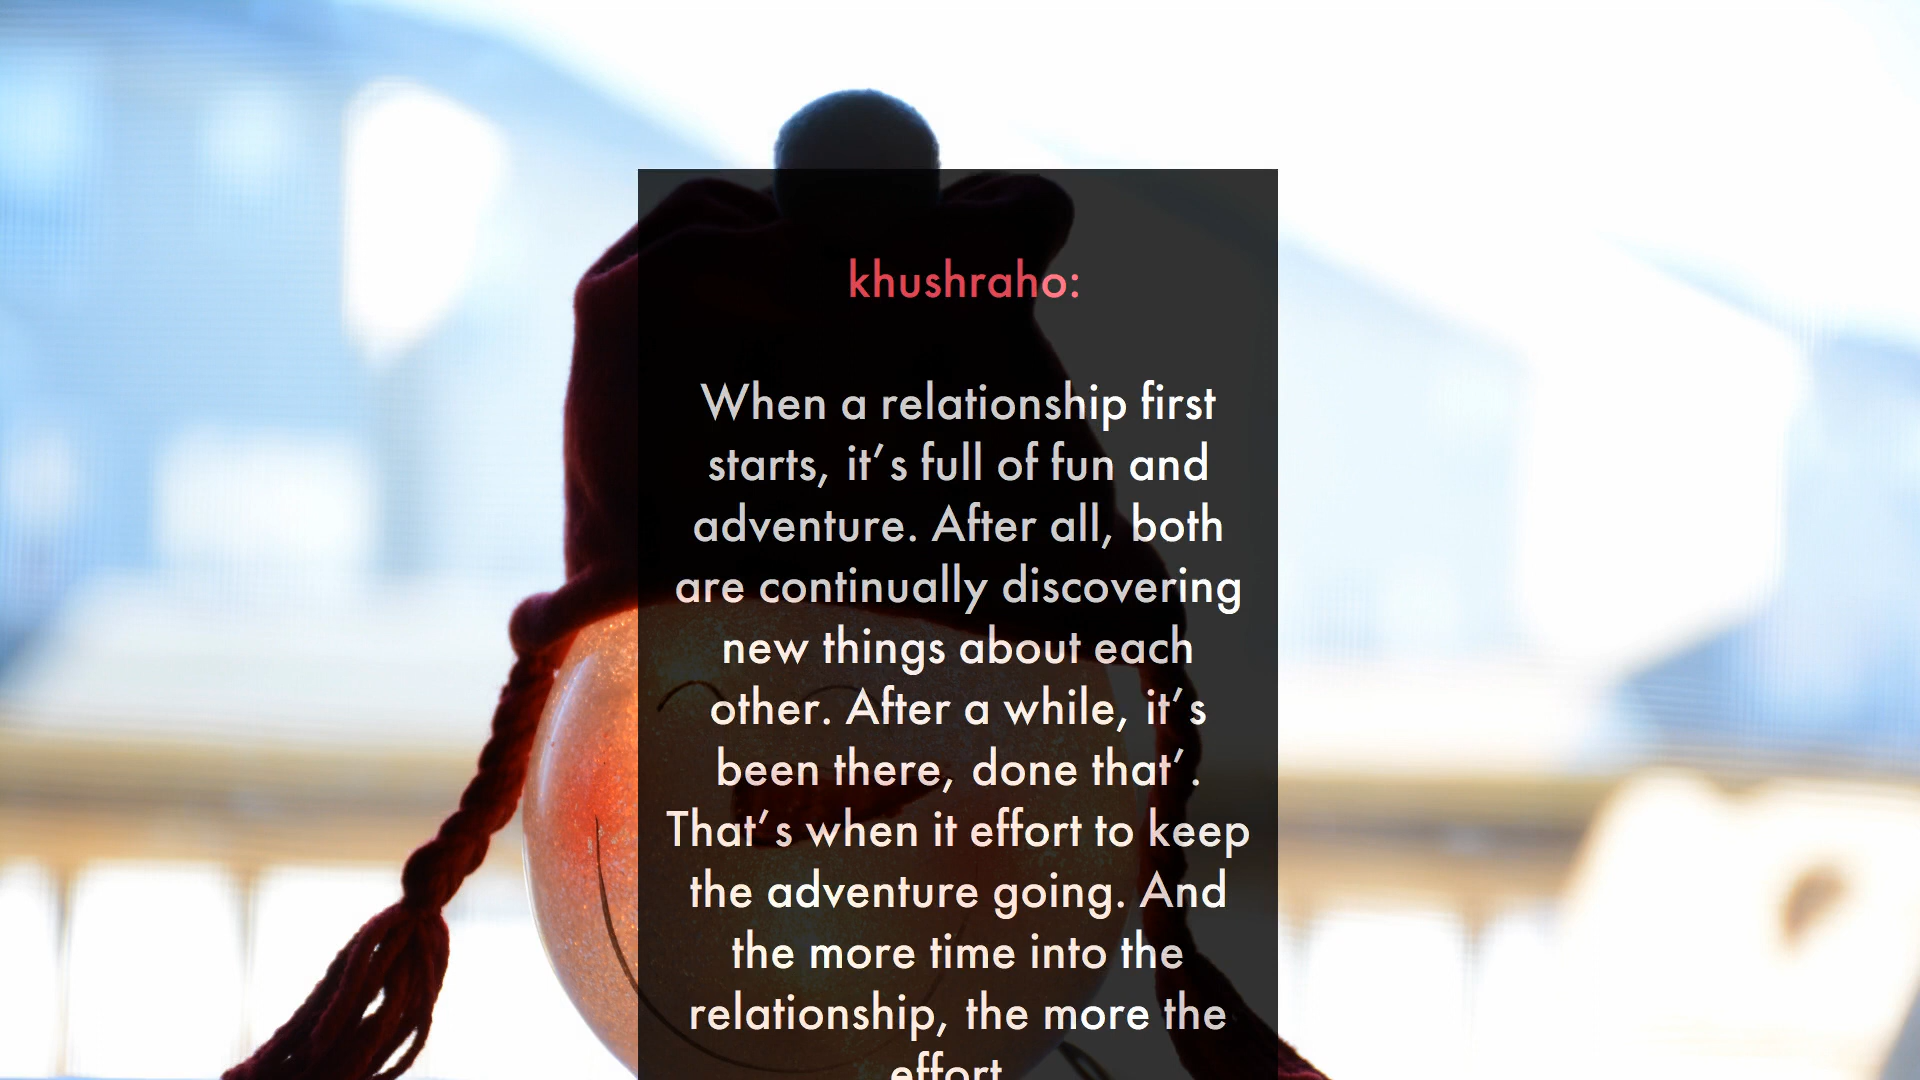 khushraho:
When a relationship first
starts, it’s full of fun and
adventure. After all, both
are continually discovering
new things about each
other. After a while, it’s
been there, done that’.
That’s when it effort to keep
the adventure going. And
the more time into the
relationship, the more the
effort